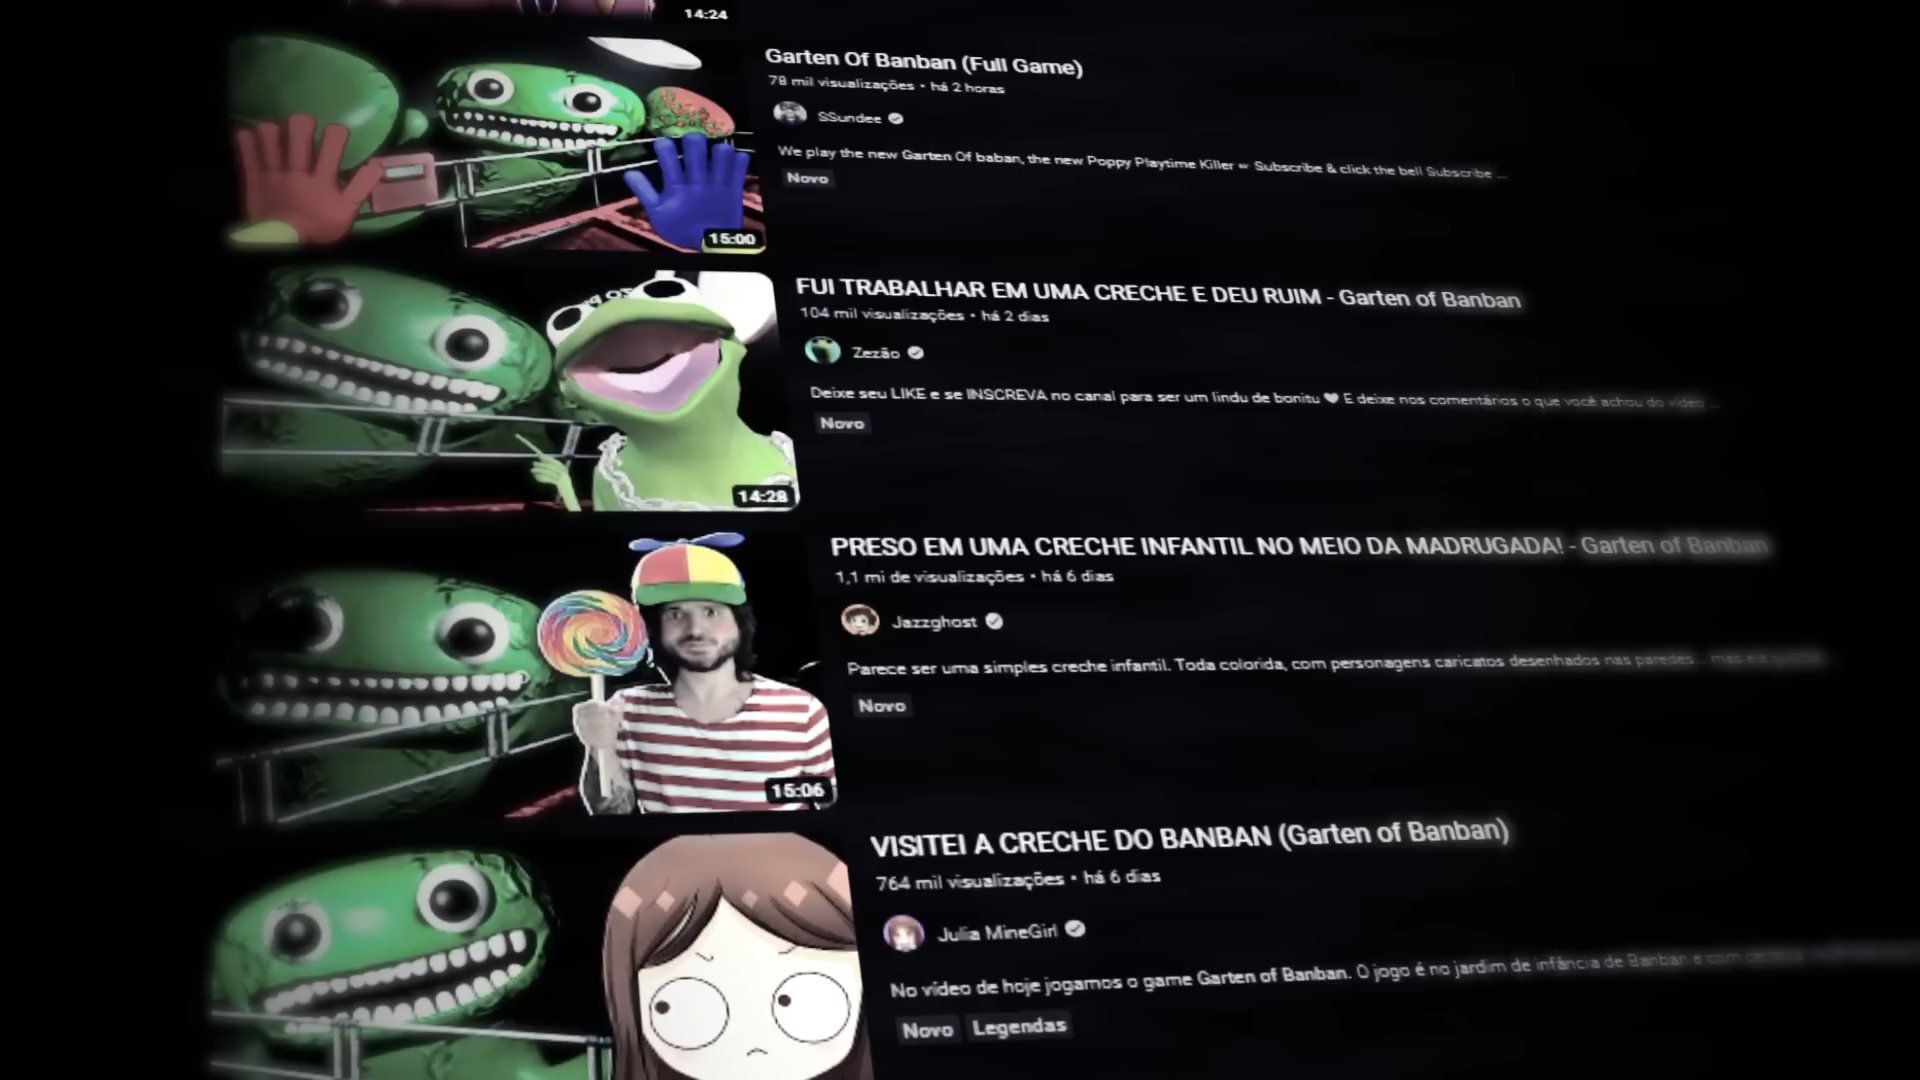 14:24
Garten Of Banban (Full Game)
78 mil visualizações • há 2 horas
SSundee
We play the new Garten Of baban, the new Poppy Playtime Killer Subscribe & click the bell Subscribe ...
Novo
15:00
FUI TRABALHAR EM UMA CRECHE E DEU RUIM - Garten of Banban
104 mil visualizações • há 2 dias
Zezão
Deixe seu LIKE e se INSCREVA no canal para ser um lindu de bonitu ❤ E deixe nos comentários o que você achou do vídeo ...
Novo
14:28
PRESO EM UMA CRECHE INFANTIL NO MEIO DA MADRUGADA! - Garten of Banban
1,1 mi de visualizações • há 6 dias
Jazzghost
Parece ser uma simples creche infantil. Toda colorida, com personagens caricatos desenhados nas paredes... mas
Novo
15:06
VISITEI A CRECHE DO BANBAN (Garten of Banban)
764 mil visualizações • há 6 dias
Julia MineGirl
No vídeo de hoje jogamos o game Garten of Banban. O jogo é no jardim de infância de Banban e com
Novo Legendas